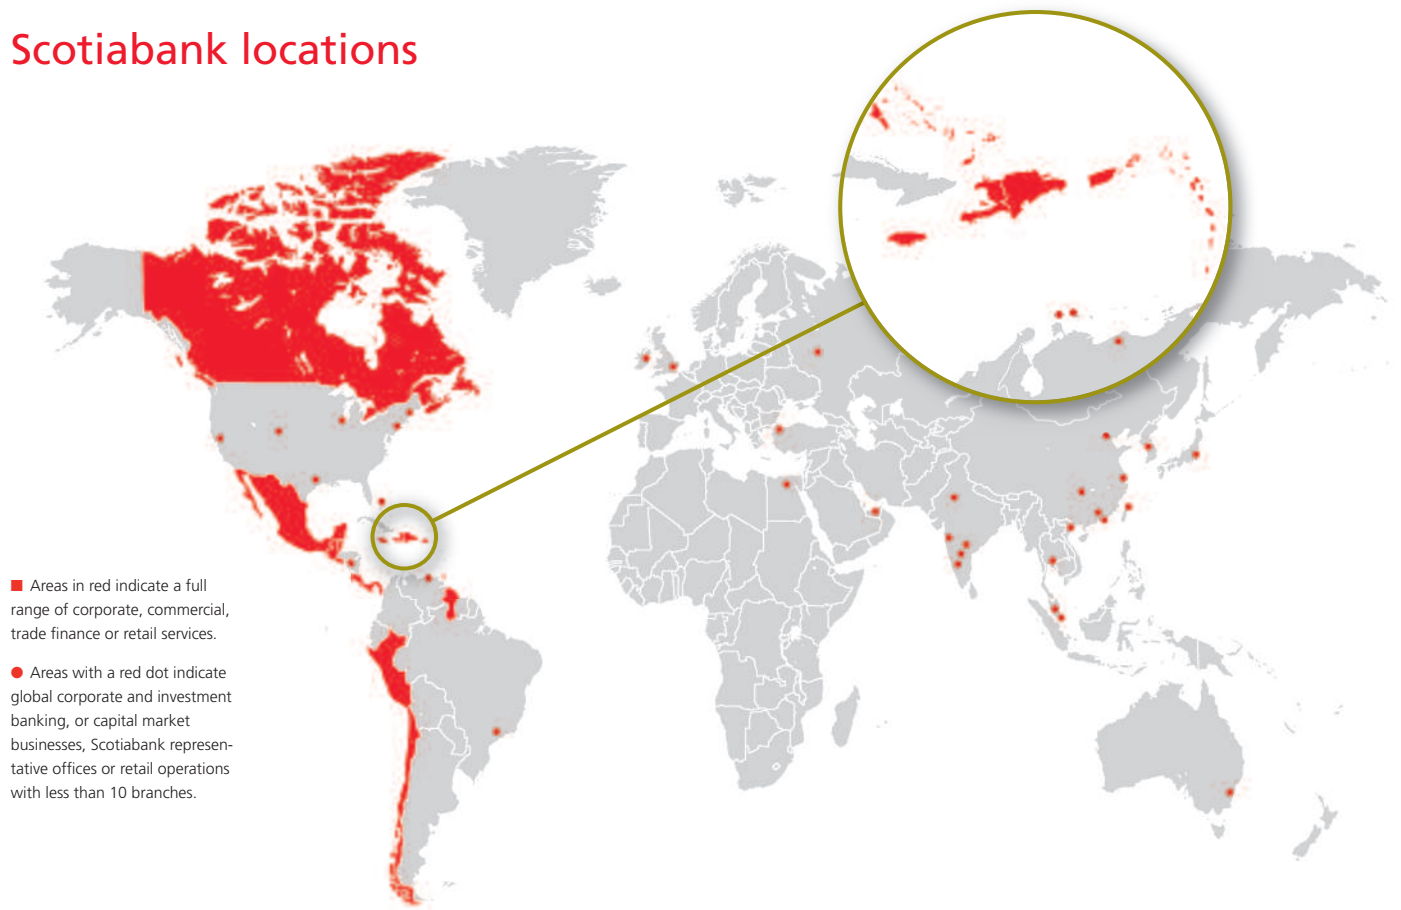 Scotiabank locations
Areas in red indicate a full
range of corporate, commercial,
trade finance or retail services.
Areas with a red dot indicate
global corporate and investment
banking, or capital market
businesses, Scotiabank represen-
tative offices or retail operations
with less than 10 branches.